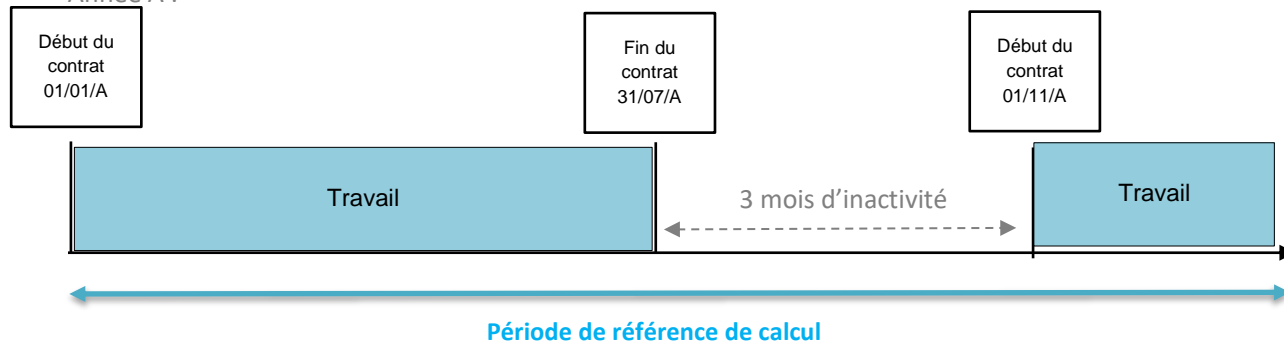 Année A :
Début du
contrat
01/01/A
Fin du
contrat
31/07/A
Début du
contrat
01/11/A
Travail
3 mois d'inactivité
Travail
Période de référence de calcul